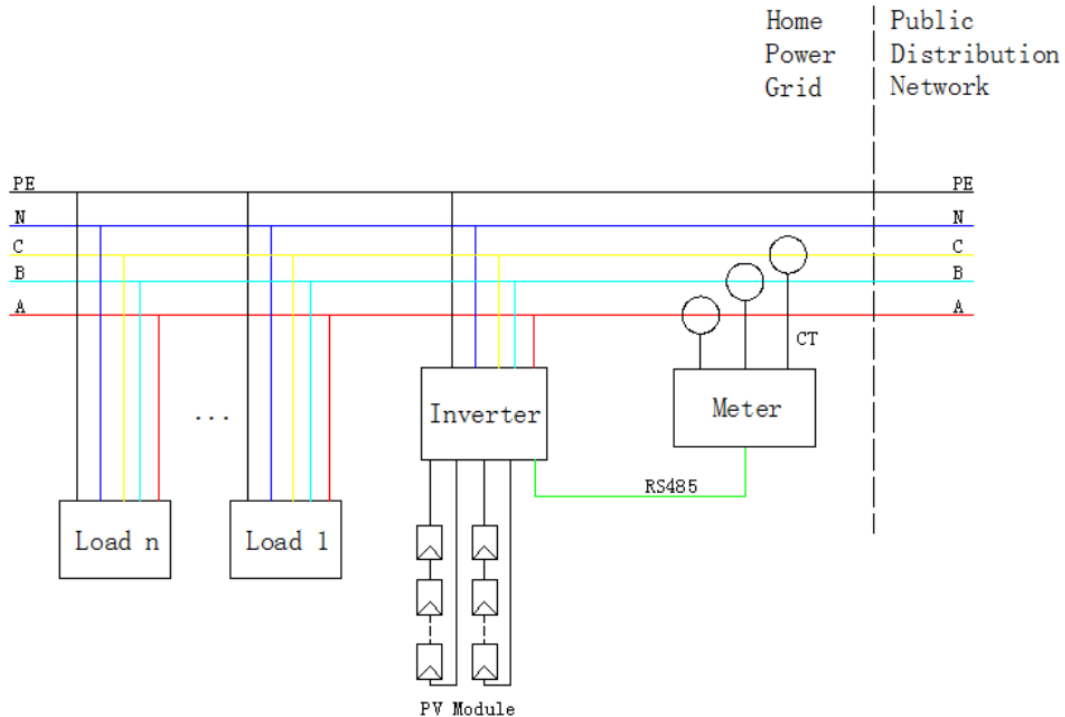 Home
Power
Grid
Public
Distribution
Network
PE
PE
N
N
C
C
B
B
A
A
CT
Inverter
Meter
...
RS485
Load n
Load 1
PV Module